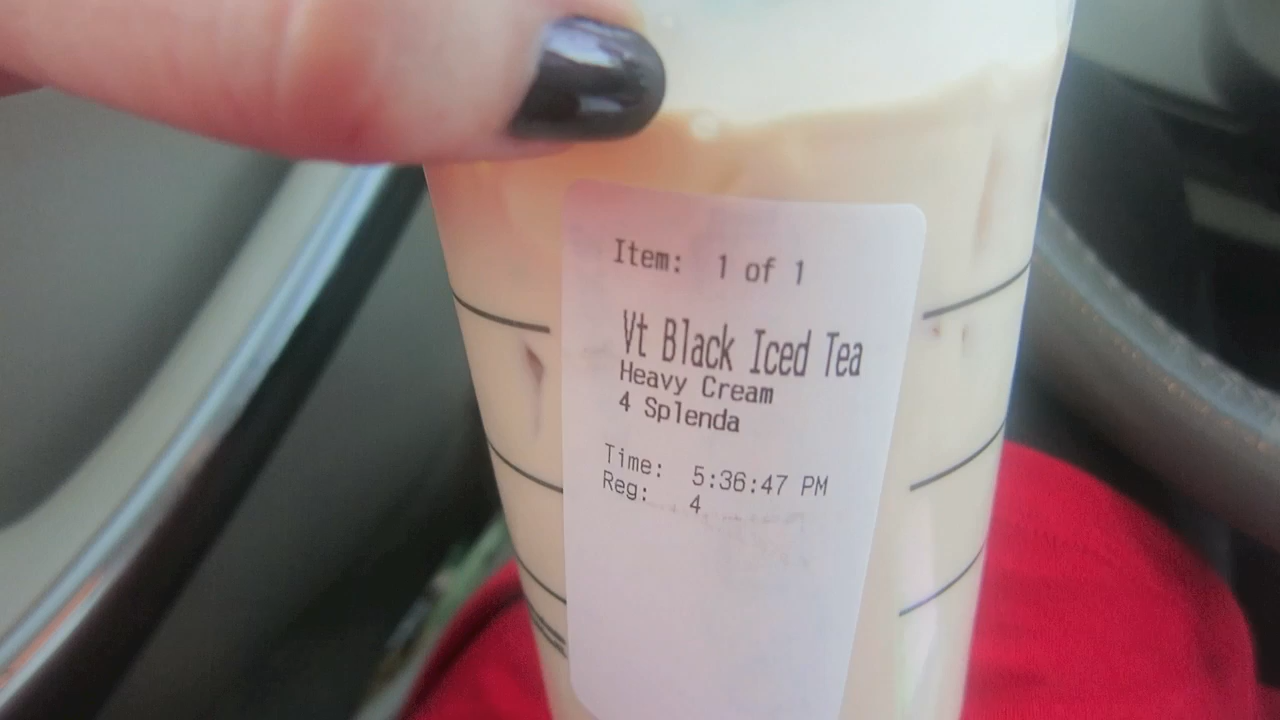 Item: 1 of 1
Vt Black Iced Tea
Heavy Cream
4 Splenda
Time: 5:36:47 PM
Reg: 4